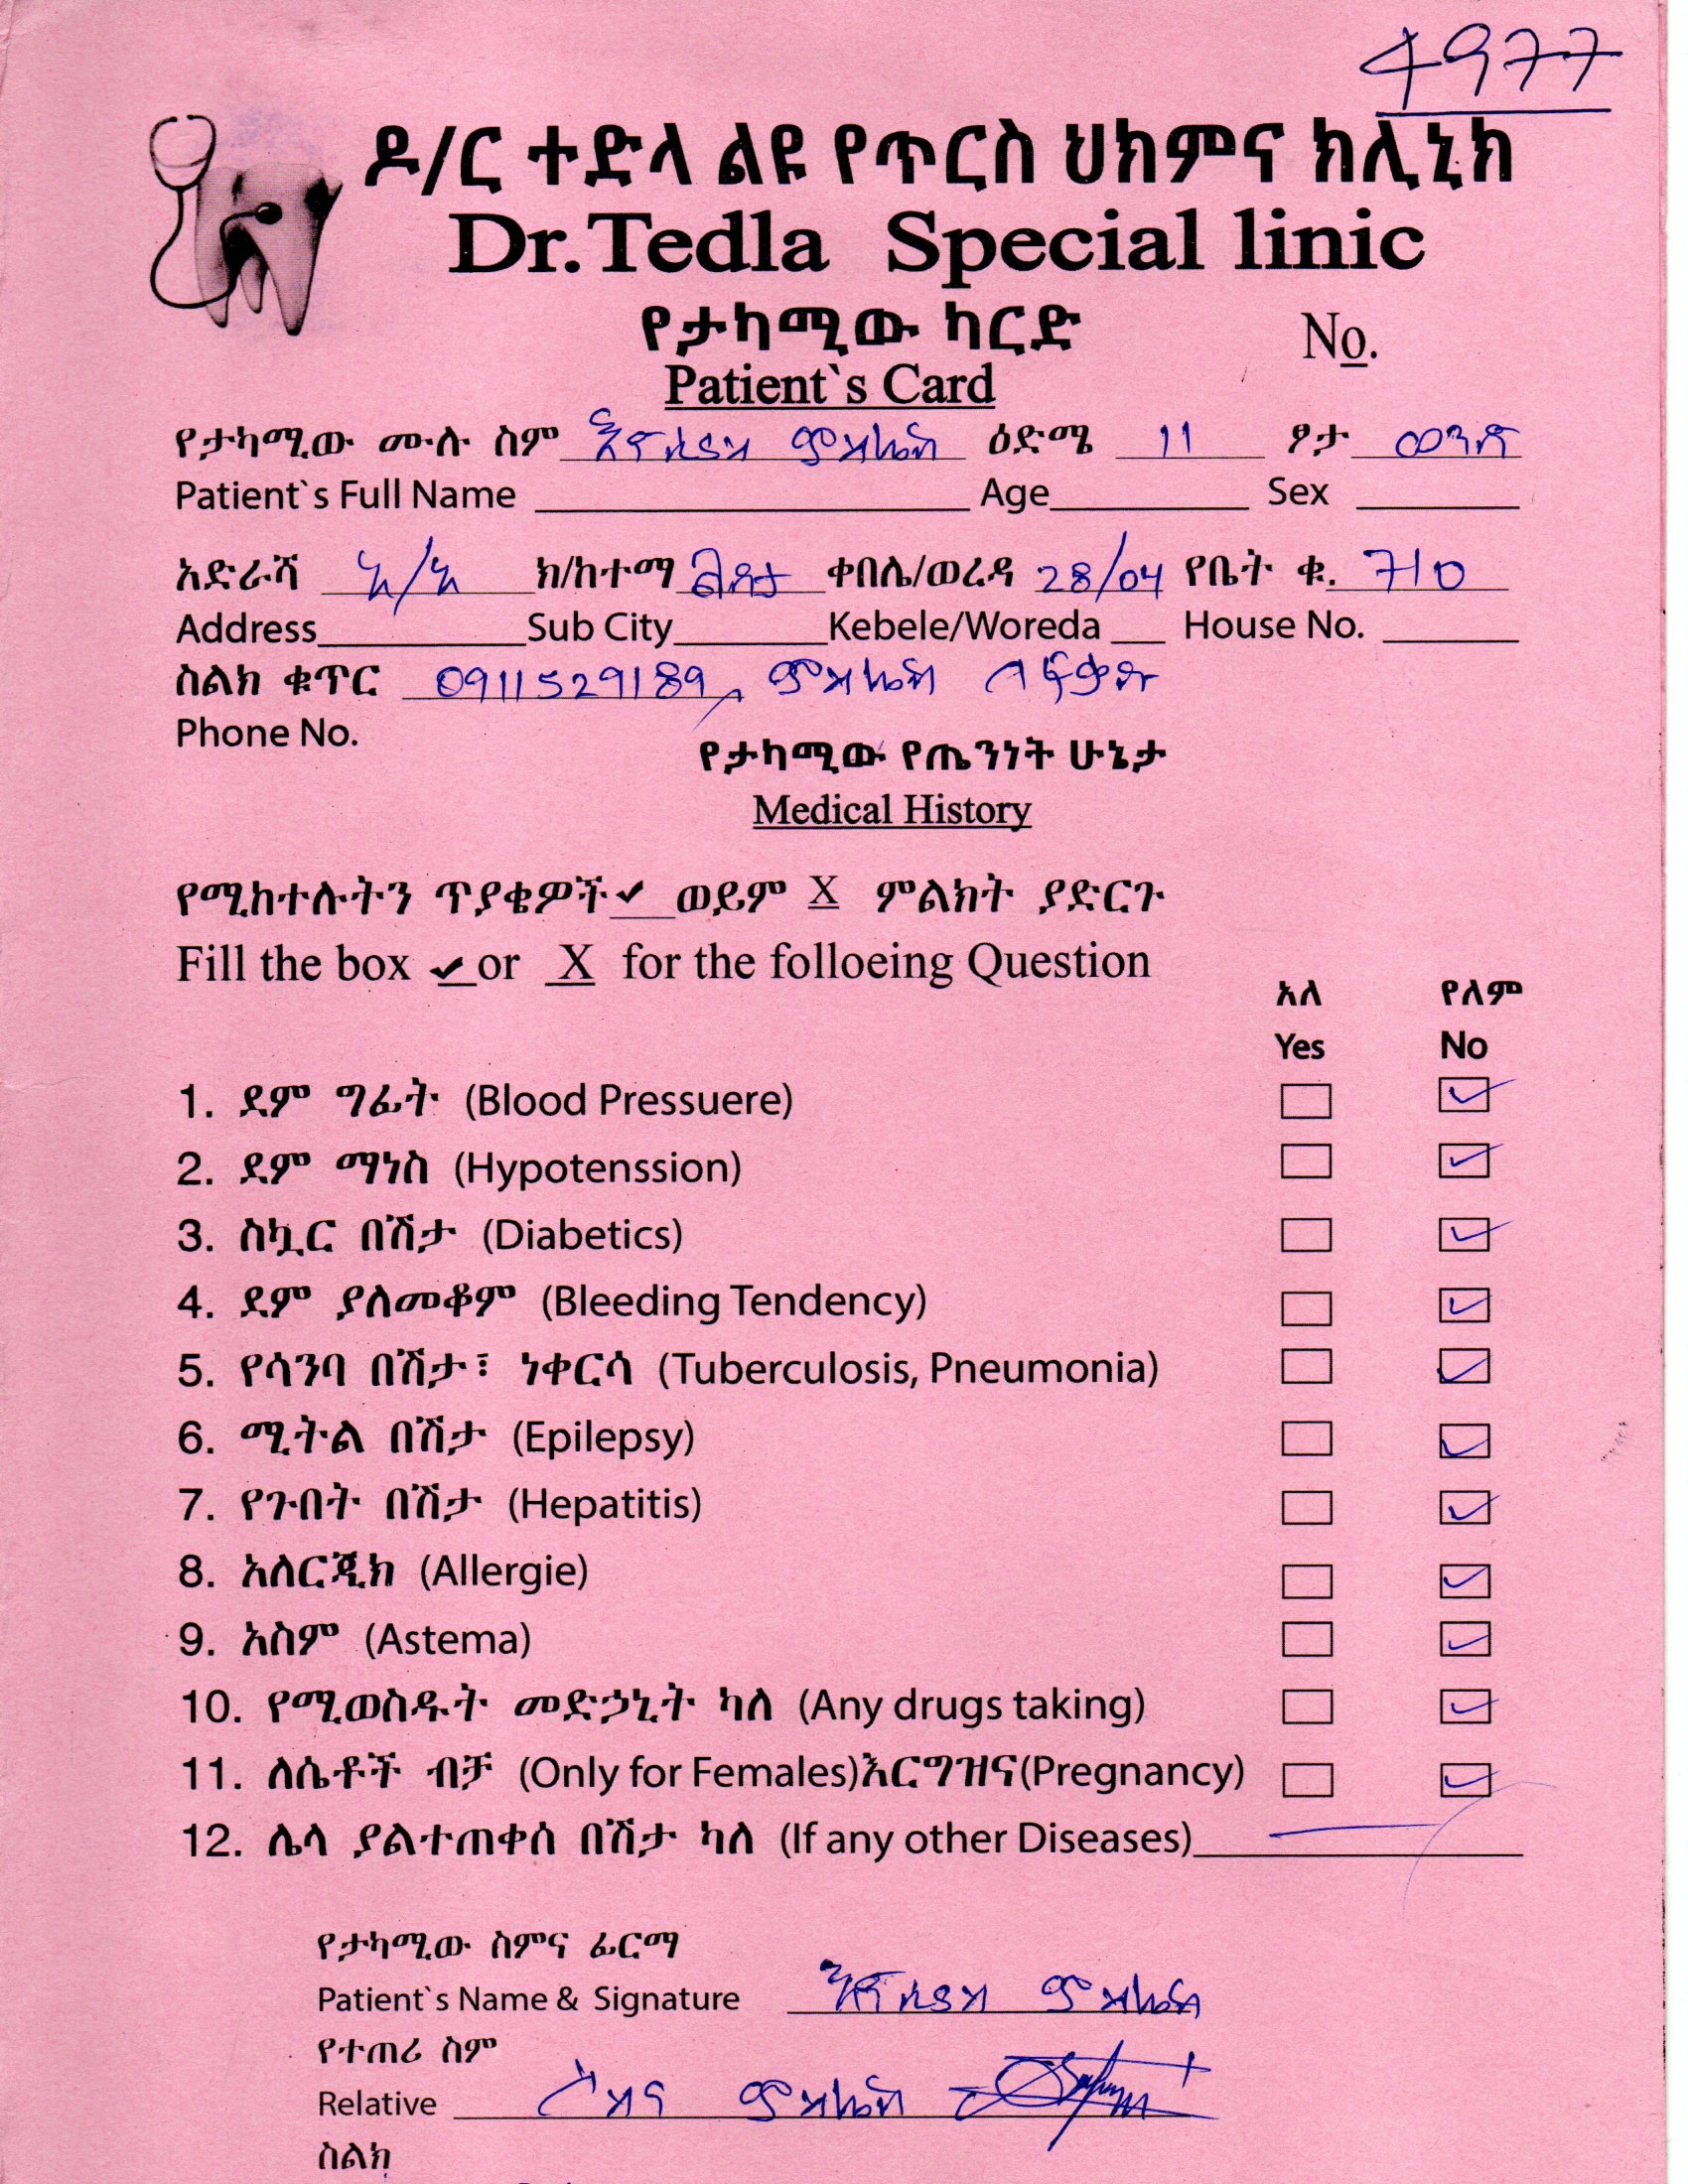 4977
ዶ/ር ተድላ ልዩ የጥርስ ህክምና ክሊኒክ
Dr.Tedla Special linic
የታካሚው ካርድ
No.
Patient`s Card
የታካሚው ሙሉ ስም ዕድሜ 11 ፆታ ወንድ
Patient`s Full Name Age Sex
አድራሻ አ/አ ክ/ከተማ ልደታ ቀበሌ/ወረዳ 28/04 የቤት ቁ. 710
Address Sub City Kebele/Woreda House No.
ስልክ ቁጥር 0911529189
Phone No.
የታካሚው የጤንነት ሁኔታ
Medical History
የሚከተሉትን ጥያቄዎች ✔ ወይም X ምልክት ያድርጉ
Fill the box ✔ or X for the folloeing Question
አለ የለም
Yes No
1. ደም ግፊት (Blood Pressuere)
2. ደም ማነስ (Hypotenssion)
3. ስኳር በሽታ (Diabetics)
4. ደም ያለመቆም (Bleeding Tendency)
5. የሳንባ በሽታ፣ ነቀርሳ (Tuberculosis, Pneumonia)
6. ሚትል በሽታ (Epilepsy)
7. የጉበት በሽታ (Hepatitis)
8. አለርጂክ (Allergie)
9. አስም (Astema)
10. የሚወስዱት መድኃኒት ካለ (Any drugs taking)
11. ለሴቶች ብቻ (Only for Females)እርግዝና(Pregnancy)
12. ሌላ ያልተጠቀሰ በሽታ ካለ (If any other Diseases)
የታካሚው ስምና ፊርማ
Patient`s Name & Signature
የተጠሪ ስም
Relative
ስልክ